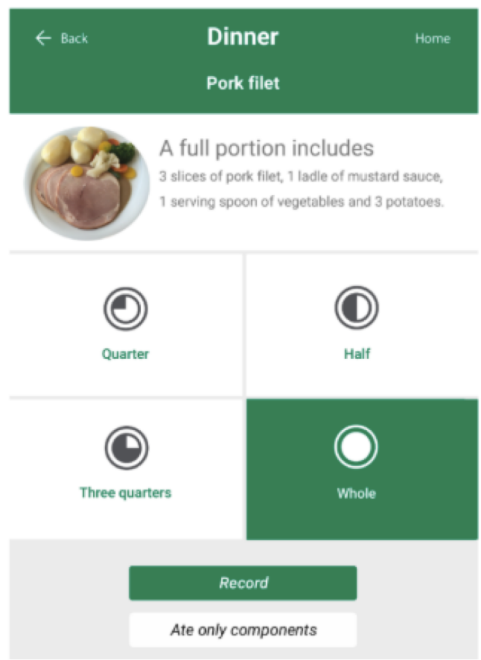 Back
Dinner
Home
Pork filet
A full portion includes
3 slices of pork filet, 1 ladle of mustard sauce,
1 serving spoon of vegetables and 3 potatoes.
Quarter
Half
Three quarters
Whole
Record
Ate only components